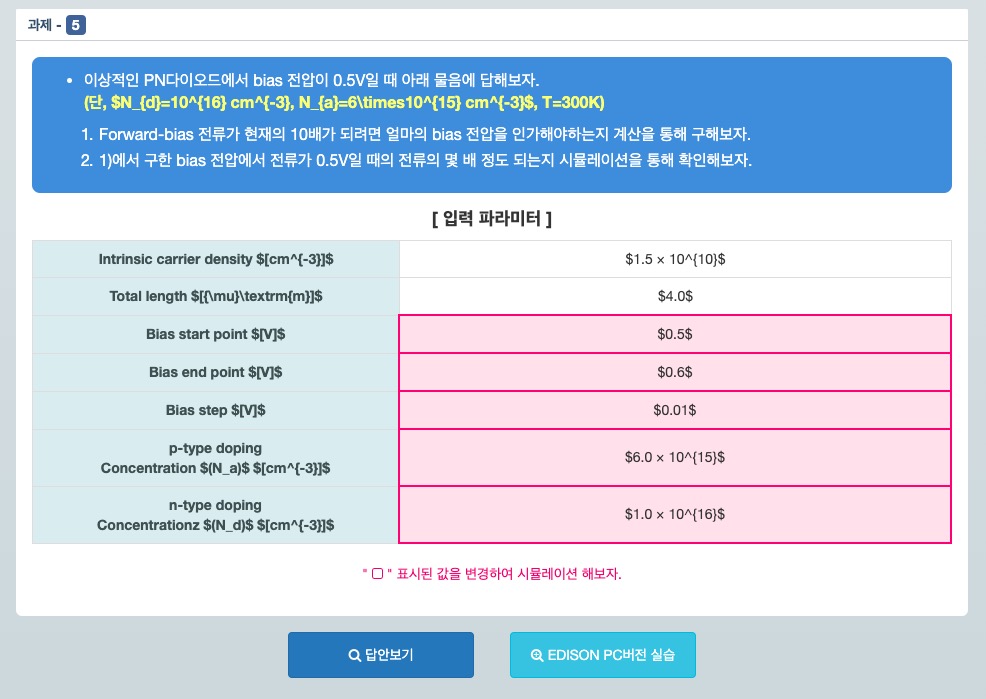 과제 - 5
• 이상적인 PN다이오드에서 bias 전압이 0.5V일 때 아래 물음에 답해보자.
(단, $N_{d}=10^{16} cm^{-3}, N_{a}=6\times10^{15} cm^{-3}$, T=300K)
1. Forward-bias 전류가 현재의 10배가 되려면 얼마의 bias 전압을 인가해야하는지 계산을 통해 구해보자.
2. 1)에서 구한 bias 전압에서 전류가 0.5V일 때의 전류의 몇 배 정도 되는지 시뮬레이션을 통해 확인해보자.
[ 입력 파라미터 ]
Intrinsic carrier density $[cm^{-3}]$ $1.5 × 10^{10}$
Total length $[{\mu}\textrm{m}]$ $4.0$
Bias start point $[V]$ $0.5$
Bias end point $[V]$ $0.6$
Bias step $[V]$ $0.01$
p-type doping
Concentration $(N_a)$ $[cm^{-3}]$ $6.0 × 10^{15}$
n-type doping
Concentrationz $(N_d)$ $[cm^{-3}]$ $1.0 × 10^{16}$
" ▢ " 표시된 값을 변경하여 시뮬레이션 해보자.
답안보기
EDISON PC버전 실습